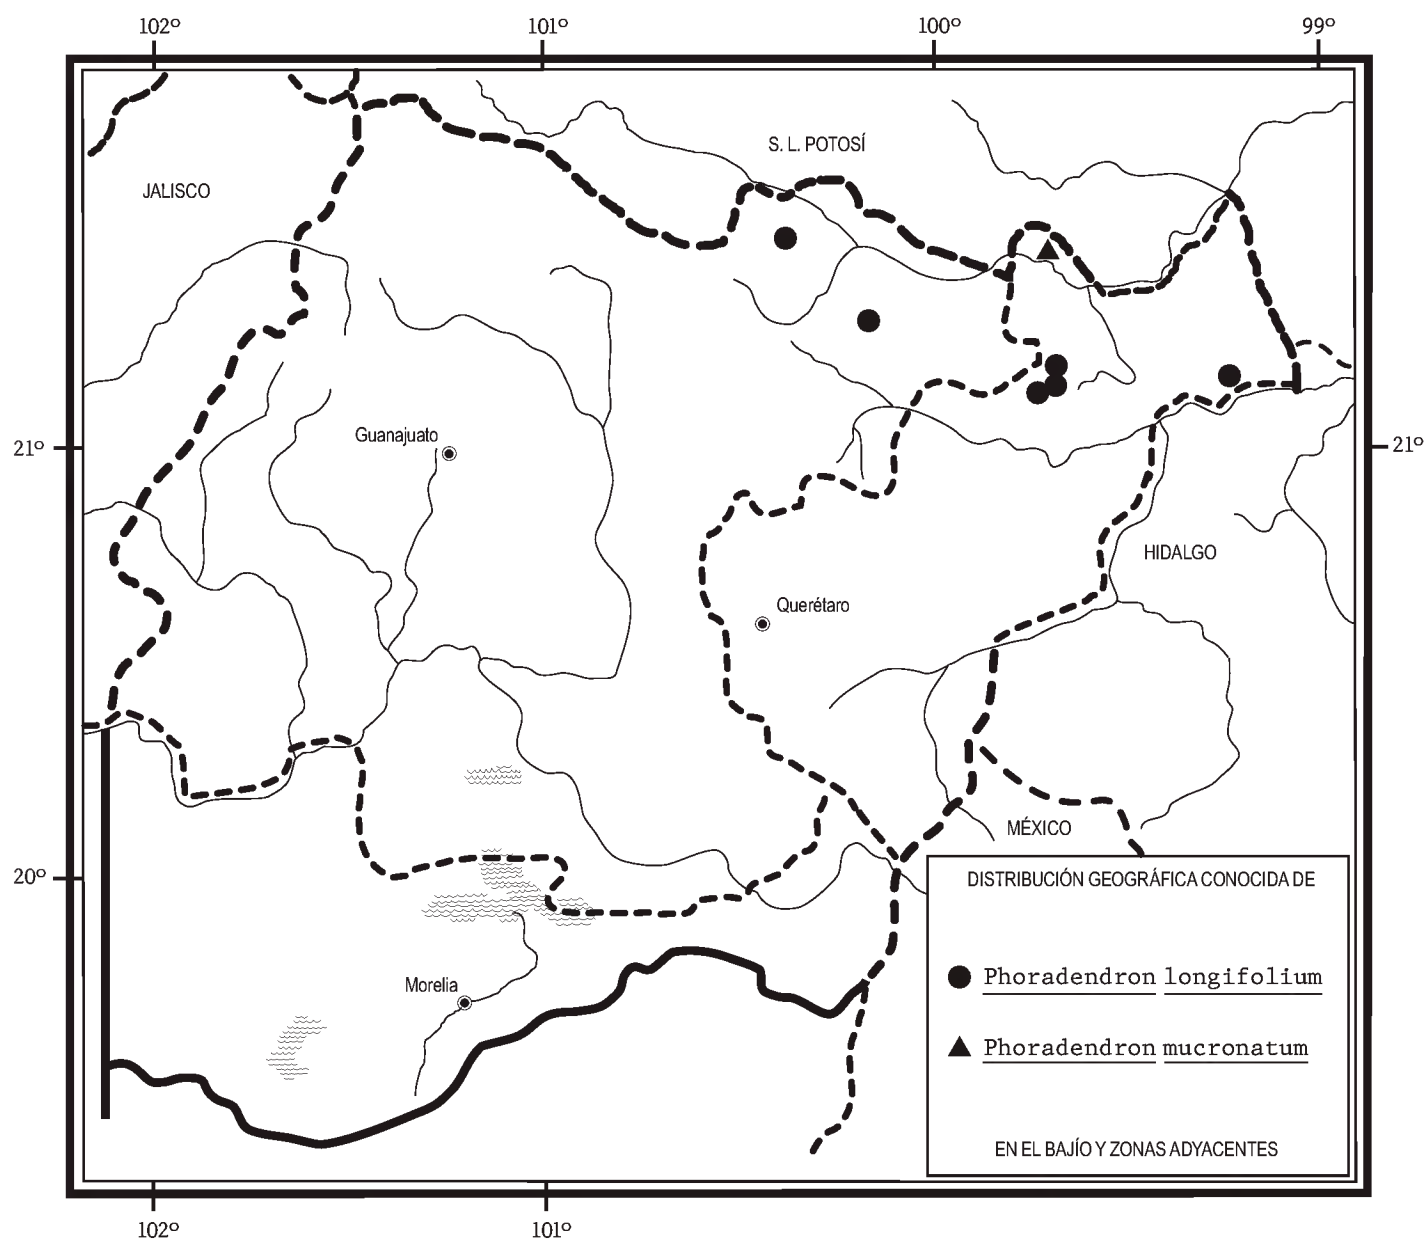 102º 101º 100º 99º
S. L. POTOSÍ
JALISCO
Guanajuato
21º
21º
HIDALGO
Querétaro
MÉXICO
20º
DISTRIBUCIÓN GEOGRÁFICA CONOCIDA DE
Phoradendron longifolium
Morelia
Phoradendron mucronatum
EN EL BAJÍO Y ZONAS ADYACENTES
102º 101º